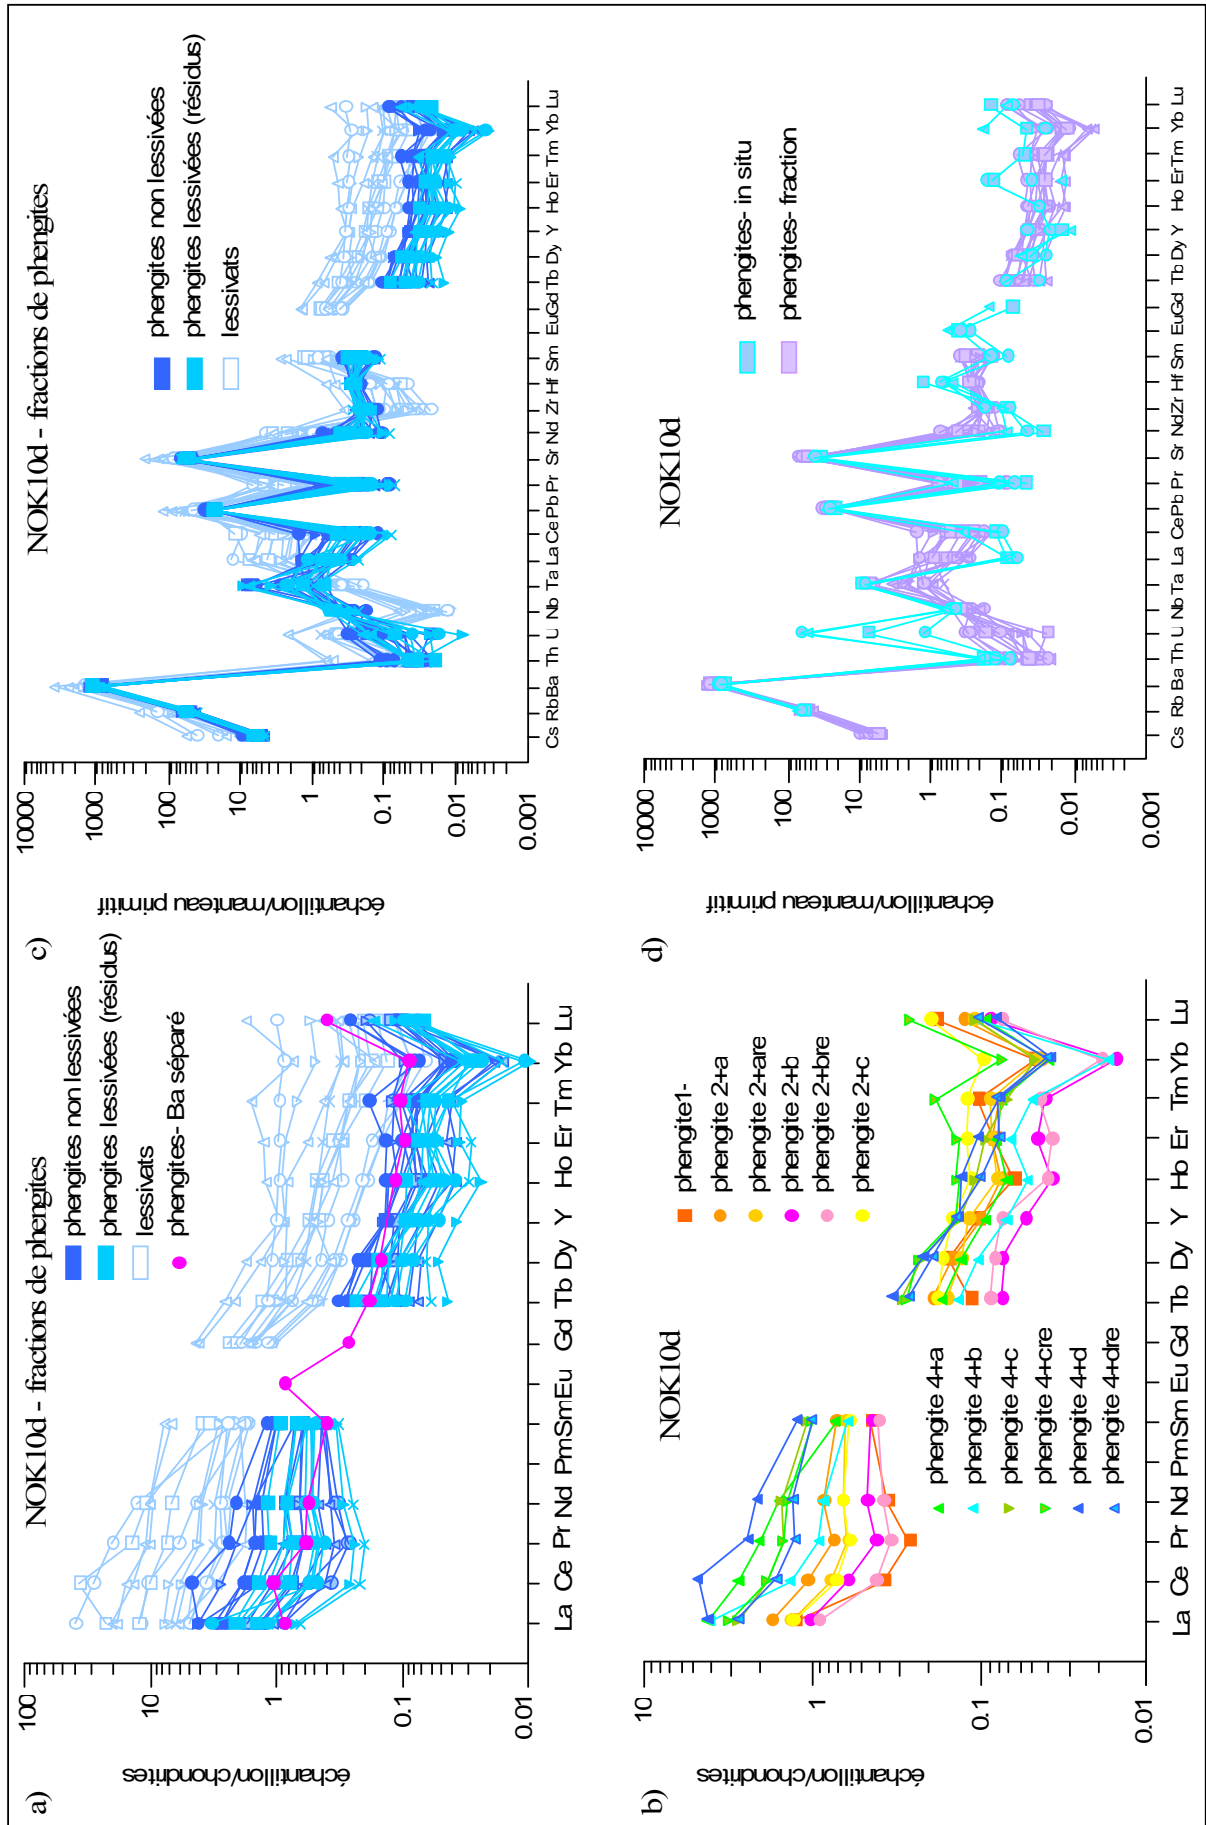 a)
NOK10d - fractions de phengites
échantillon/chondrites
100
10
1
0.1
0.01
phengites non lessivées
phengites lessivées (résidus)
lessivats
phengites- Ba séparé
La Ce Pr Nd PmSmEu Gd Tb Dy Y Ho Er Tm Yb Lu
c)
NOK10d - fractions de phengites
échantillon/manteau primitif
10000
1000
100
10
1
0.1
0.01
0.001
phengites non lessivées
phengites lessivées (résidus)
lessivats
Cs RbBa Th U Nb Ta La Ce Pb Pr Sr Nd Zr Hf Sm EuGd Tb Dy Y Ho Er Tm Yb Lu
b)
NOK10d
échantillon/chondrites
10
1
0.1
0.01
phengite1-
phengite 2+a
phengite 2+are
phengite 2+b
phengite 2+bre
phengite 2+c
phengite 4+a
phengite 4+b
phengite 4+c
phengite 4+cre
phengite 4+d
phengite 4+dre
La Ce Pr Nd PmSm Eu Gd Tb Dy Y Ho Er Tm Yb Lu
d)
NOK10d
échantillon/manteau primitif
10000
1000
100
10
1
0.1
0.01
0.001
phengites- in situ
phengites- fraction
Cs Rb Ba Th U Nb Ta La Ce Pb Pr Sr NdZr Hf Sm EuGd Tb Dy Y Ho ErTm Yb Lu